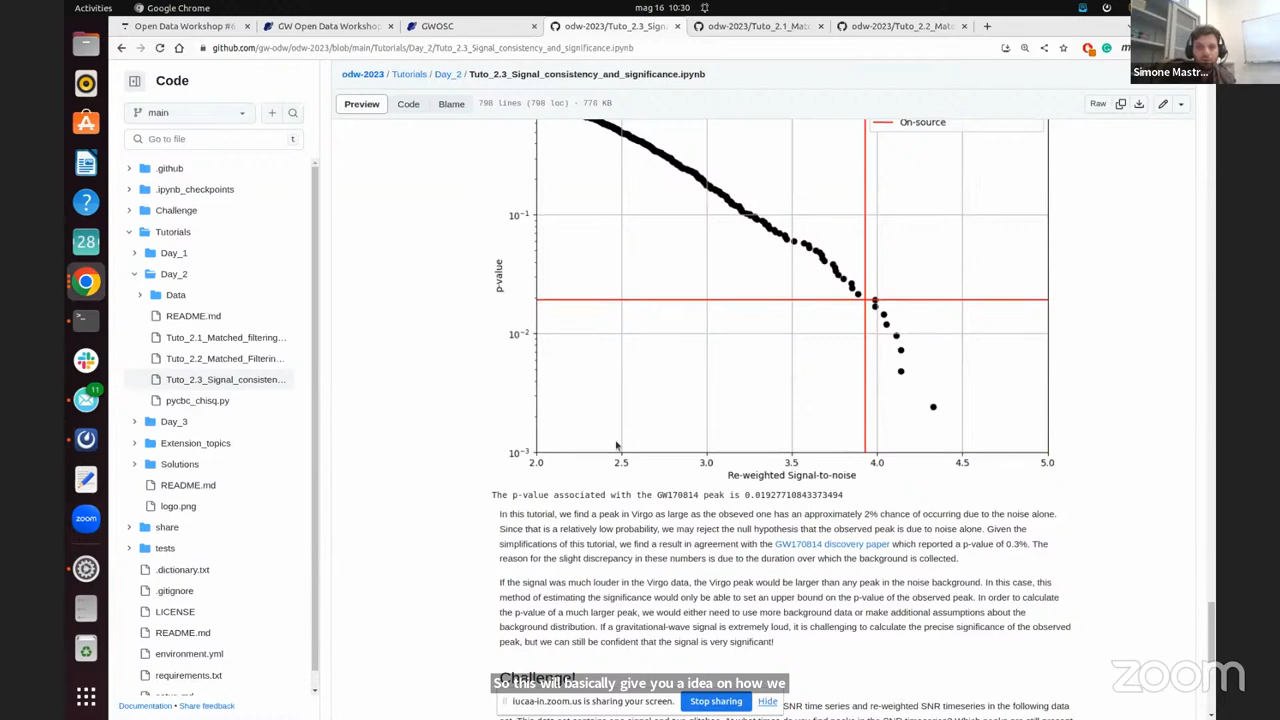 Activities
Google Chrome
mag 16 10:30
Open Data Workshop #6
GW Open Data Workshop
GWOSC
odw-2023/Tuto_2.3_Sign
odw-2023/Tuto_2.1_Mat
odw-2023/Tuto_2.2_Mat
github.com/gw-odw/odw-2023/blob/main/Tutorials/Day_2/Tuto_2.3_Signal_consistency_and_significance.ipynb
Simone Mastr...
Code
odw-2023 / Tutorials / Day_2 / Tuto_2.3_Signal_consistency_and_significance.ipynb
main
Preview
Code
Blame
798 lines (798 loc) · 778 KB
Raw
Go to file
t
.github
.ipynb_checkpoints
Challenge
Tutorials
Day_1
Day_2
Data
README.md
Tuto_2.1_Matched_filtering...
Tuto_2.2_Matched_Filterin...
Tuto_2.3_Signal_consisten...
pycbc_chisq.py
Day_3
Extension_topics
Solutions
README.md
logo.png
share
tests
.dictionary.txt
.gitignore
LICENSE
README.md
environment.yml
requirements.txt
setup.md
Documentation · Share feedback
28
11
zoom
On-source
10⁻¹
p-value
10⁻²
10⁻³
2.0 2.5 3.0 3.5 4.0 4.5 5.0
Re-weighted Signal-to-noise
The p-value associated with the GW170814 peak is 0.01927710843373494
In this tutorial, we find a peak in Virgo as large as the obseved one has an approximately 2% chance of occurring due to the noise alone.
Since that is a relatively low probability, we may reject the null hypothesis that the observed peak is due to noise alone. Given the
simplifications of this tutorial, we find a result in agreement with the GW170814 discovery paper which reported a p-value of 0.3%. The
reason for the slight discrepancy in these numbers is due to the duration over which the background is collected.
If the signal was much louder in the Virgo data, the Virgo peak would be larger than any peak in the noise background. In this case, this
method of estimating the significance would only be able to set an upper bound on the p-value of the observed peak. In order to calculate
the p-value of a much larger peak, we would either need to use more background data or make additional assumptions about the
background distribution. If a gravitational-wave signal is extremely loud, it is challenging to calculate the precise significance of the observed
peak, but we can still be confident that the signal is very significant!
Challenge!
So this will basically give you a idea on how we
iucaa-in.zoom.us is sharing your screen.
Stop sharing
Hide
SNR time series and re-weighted SNR timeseries in the following data
zoom